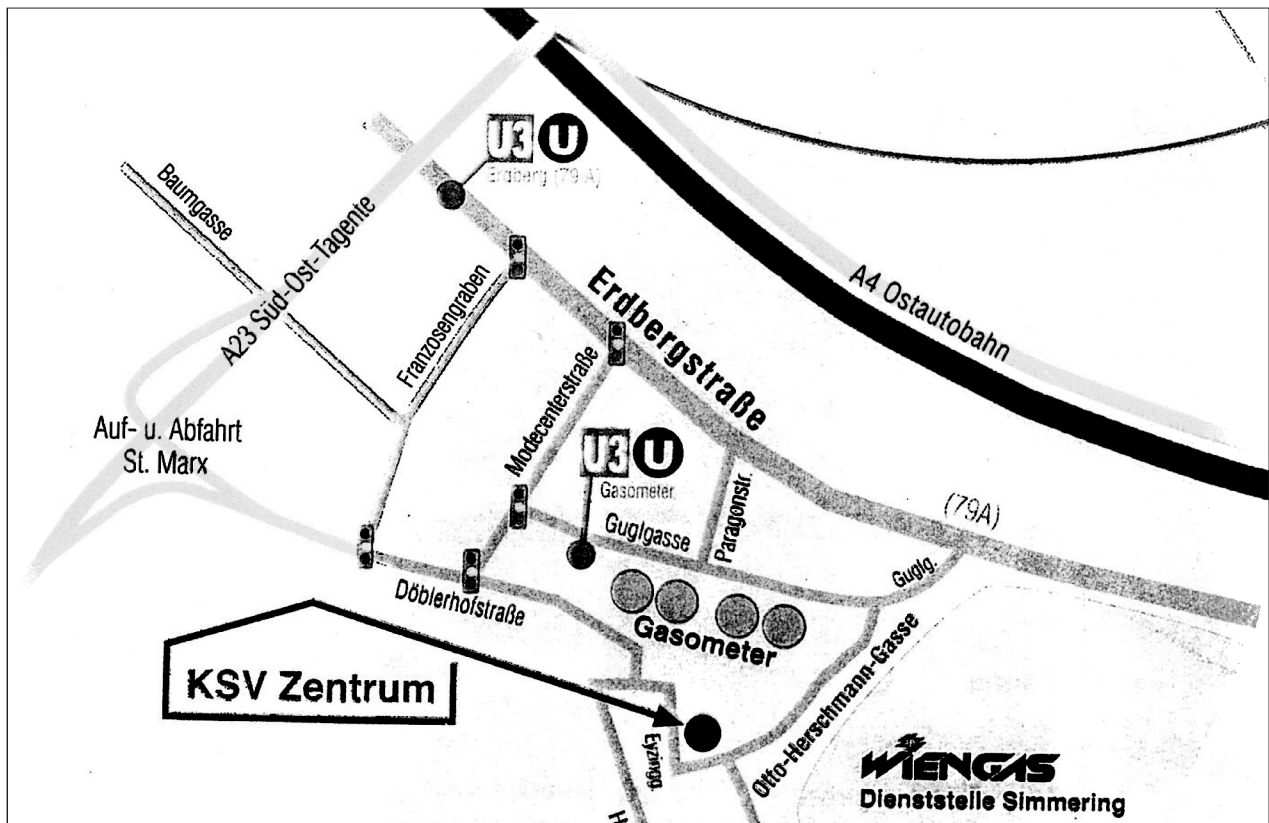 U3 U
Erdberg (79 A)
Baumgasse
A23 Süd-Ost-Tagente
Franzosengraben
Erdbergstraße
A4 Ostautobahn
Auf- u. Abfahrt
St. Marx
Modecenterstraße
U3 U
Gasometer
Guglgasse
Paragonstr.
(79A)
Guglg.
Döblerhofstraße
Gasometer
KSV Zentrum
Eyzingg.
Otto-Herschmann-Gasse
H
WIENGAS
Dienststelle Simmering